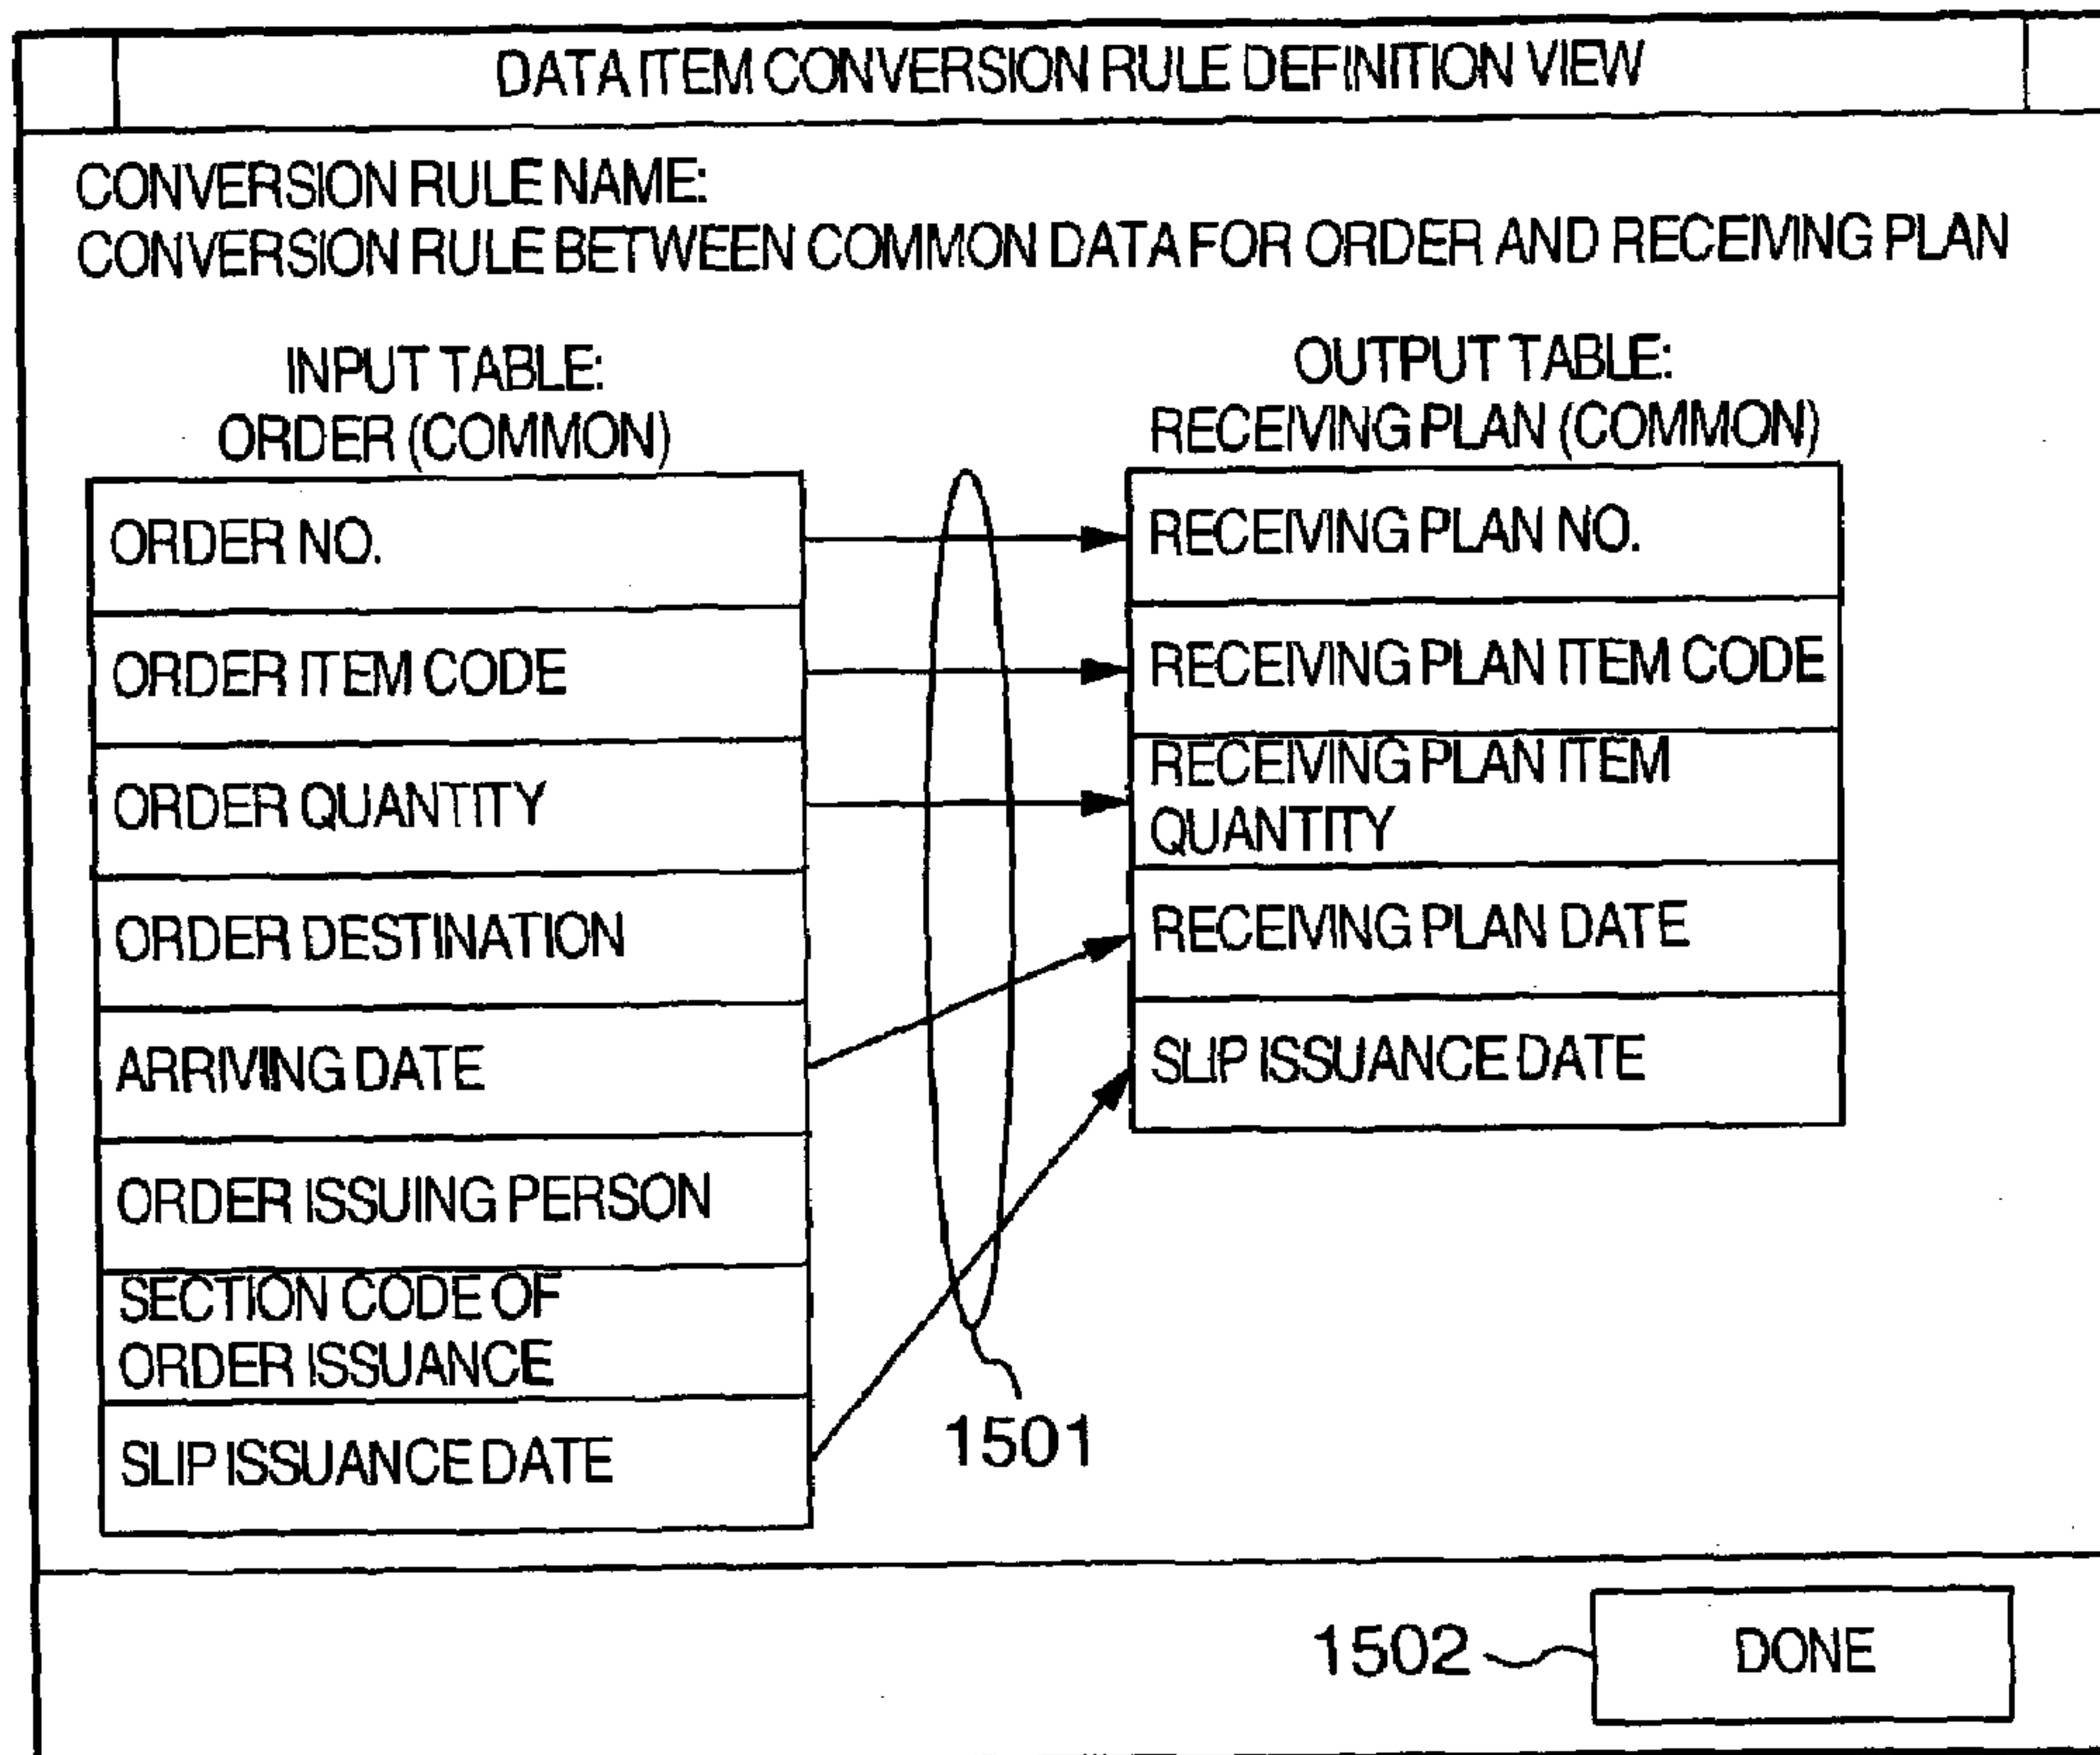 DATA ITEM CONVERSION RULE DEFINITION VIEW
CONVERSION RULE NAME:
CONVERSION RULE BETWEEN COMMON DATA FOR ORDER AND RECEIVING PLAN
INPUT TABLE:
ORDER (COMMON)
ORDER NO.
ORDER ITEM CODE
ORDER QUANTITY
ORDER DESTINATION
ARRIVING DATE
ORDER ISSUING PERSON
SECTION CODE OF
ORDER ISSUANCE
SLIP ISSUANCE DATE
OUTPUT TABLE:
RECEIVING PLAN (COMMON)
RECEIVING PLAN NO.
RECEIVING PLAN ITEM CODE
RECEIVING PLAN ITEM
QUANTITY
RECEIVING PLAN DATE
SLIP ISSUANCE DATE
1501
1502
DONE